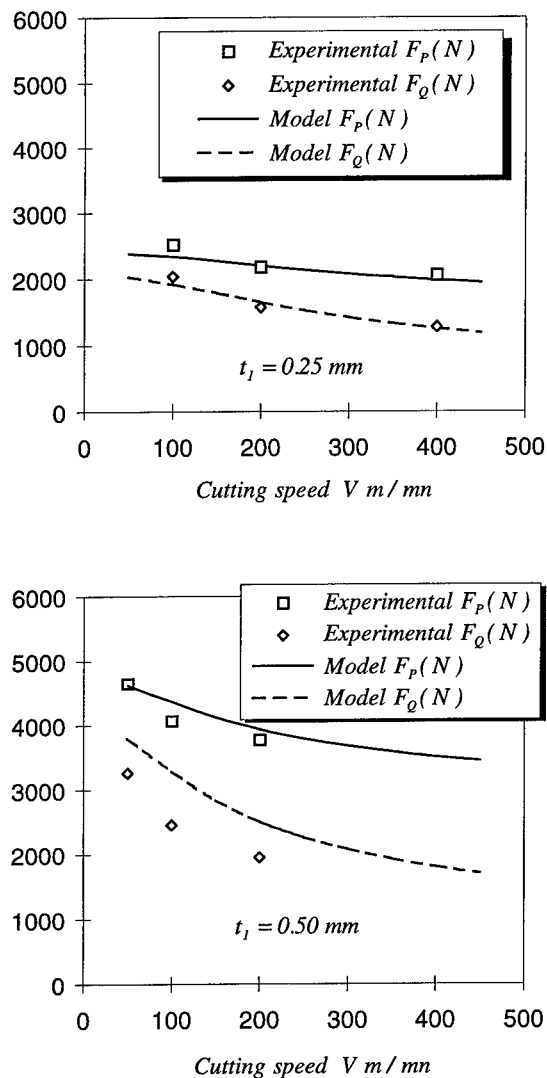 6000
5000
4000
3000
2000
1000
0
Experimental F_P(N)
Experimental F_Q(N)
Model F_P(N)
Model F_Q(N)
t_1 = 0.25 mm
0 100 200 300 400 500
Cutting speed V m/mn
6000
5000
4000
3000
2000
1000
0
Experimental F_P(N)
Experimental F_Q(N)
Model F_P(N)
Model F_Q(N)
t_1 = 0.50 mm
0 100 200 300 400 500
Cutting speed V m/mn